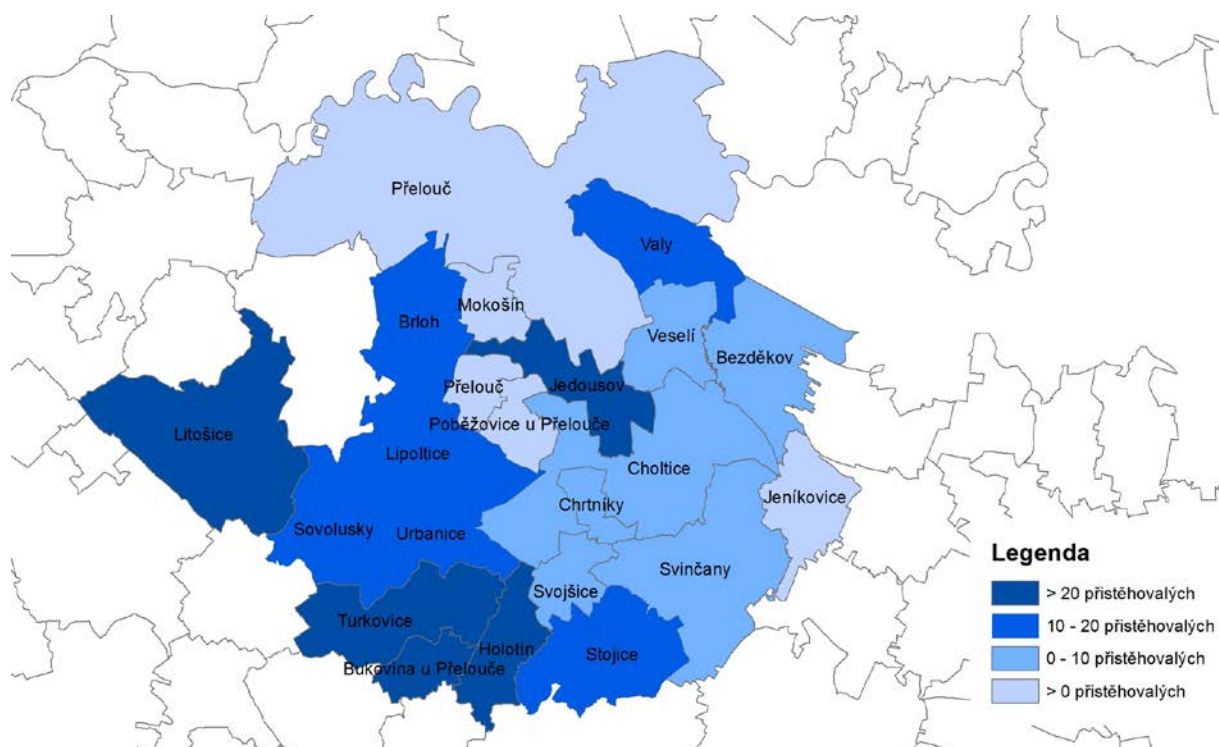 Přelouč
Valy
Mokošín
Brloh
Veselí
Bezděkov
Přelouč
Jedousov
Poběžovice u Přelouče
Litošice
Lipoltice
Choltice
Jeníkovice
Chrtníky
Sovolusky
Urbanice
Svinčany
Svojšice
Turkovice
Holotín
Stojice
Bukovina u Přelouče
Legenda
> 20 přistěhovalých
10 - 20 přistěhovalých
0 - 10 přistěhovalých
> 0 přistěhovalých